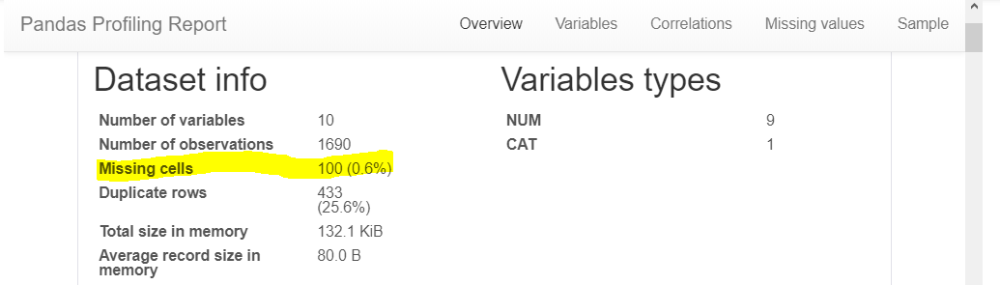 Pandas Profiling Report Overview Variables Correlations Missing values Sample
Dataset info
Number of variables 10
Number of observations 1690
Missing cells 100 (0.6%)
Duplicate rows 433
(25.6%)
Total size in memory 132.1 KiB
Average record size in 80.0 B
memory
Variables types
NUM 9
CAT 1